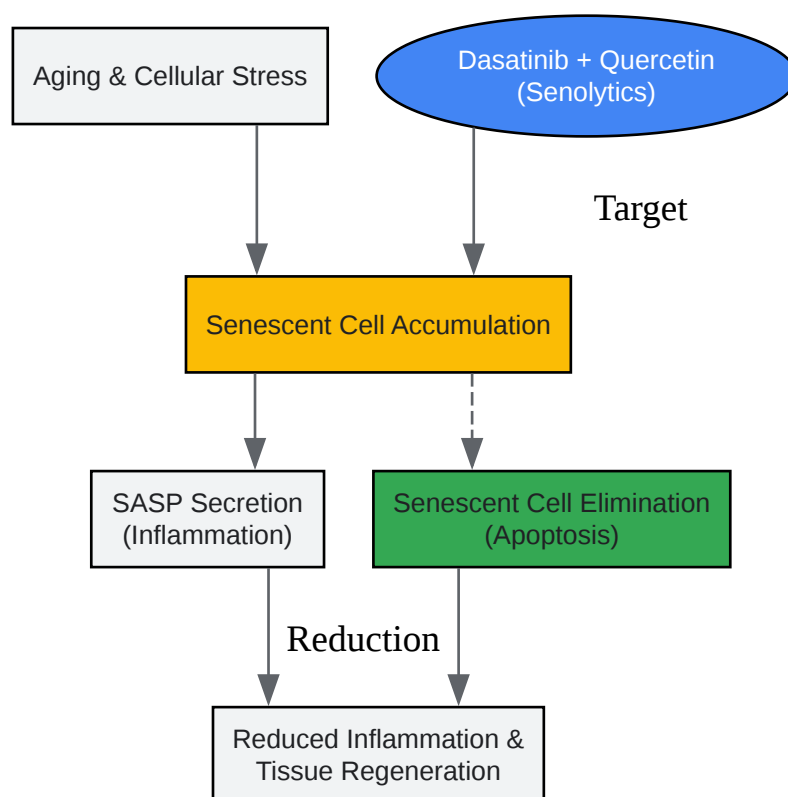 Aging & Cellular Stress
Dasatinib + Quercetin
(Senolytics)
Target
Senescent Cell Accumulation
SASP Secretion
(Inflammation)
Senescent Cell Elimination
(Apoptosis)
Reduction
Reduced Inflammation &
Tissue Regeneration